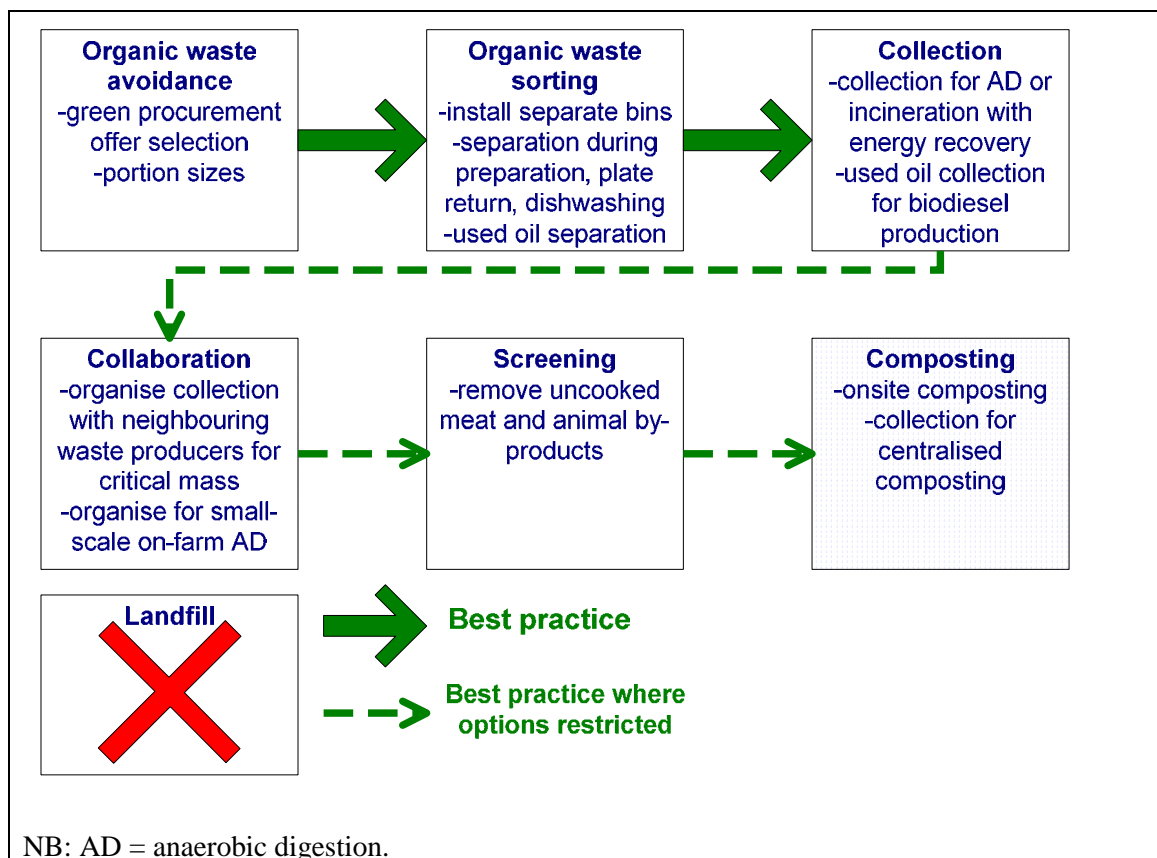 Organic waste
avoidance
-green procurement
offer selection
-portion sizes
Organic waste
sorting
-install separate bins
-separation during
preparation, plate
return, dishwashing
-used oil separation
Collection
-collection for AD or
incineration with
energy recovery
-used oil collection
for biodiesel
production
Collaboration
-organise collection
with neighbouring
waste producers for
critical mass
-organise for small-
scale on-farm AD
Screening
-remove uncooked
meat and animal by-
products
Composting
-onsite composting
-collection for
centralised
composting
Landfill
Best practice
Best practice where
options restricted
NB: AD = anaerobic digestion.